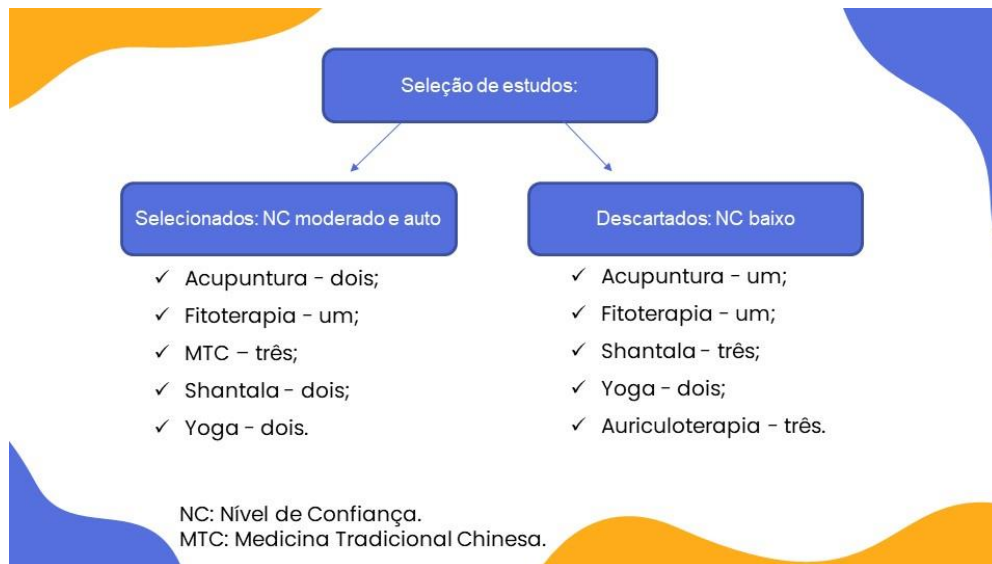 Seleção de estudos:
Selecionados: NC moderado e auto
✓ Acupuntura - dois;
✓ Fitoterapia - um;
✓ MTC – três;
✓ Shantala - dois;
✓ Yoga - dois.
Descartados: NC baixo
✓ Acupuntura - um;
✓ Fitoterapia - um;
✓ Shantala - três;
✓ Yoga - dois;
✓ Auriculoterapia - três.
NC: Nível de Confiança.
MTC: Medicina Tradicional Chinesa.